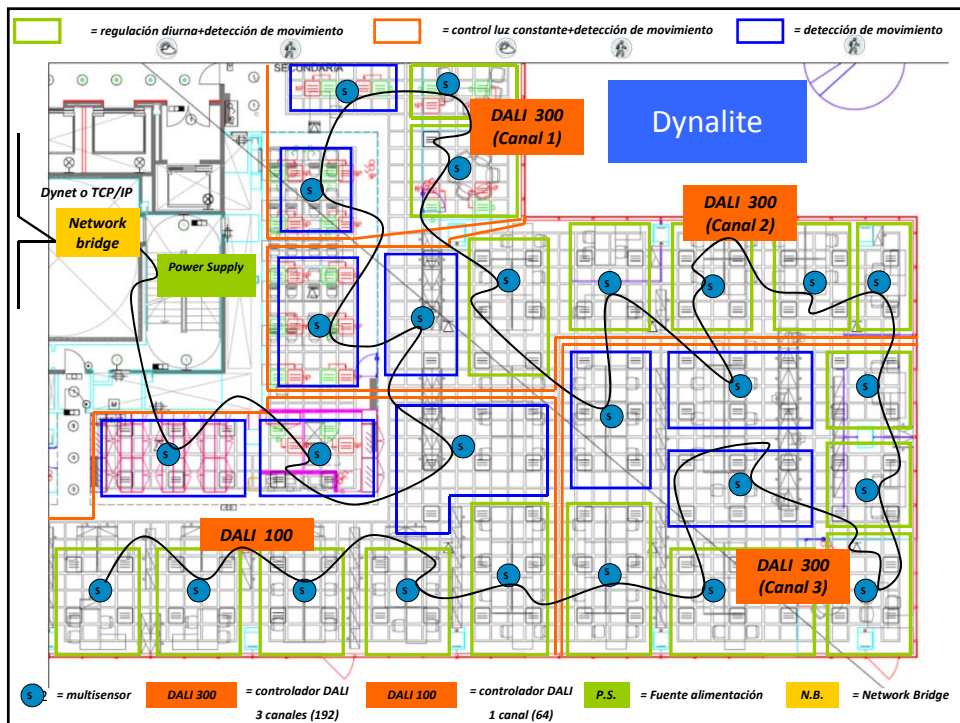 = regulación diurna+detección de movimiento
= control luz constante+detección de movimiento
= detección de movimiento
SECUNDARIA
DALI 300
(Canal 1)
Dynalite
Dynet o TCP/IP
Network
bridge
Power Supply
DALI 300
(Canal 2)
DALI 100
DALI 300
(Canal 3)
S = multisensor
DALI 300 = controlador DALI
3 canales (192)
DALI 100 = controlador DALI
1 canal (64)
P.S. = Fuente alimentación
N.B. = Network Bridge